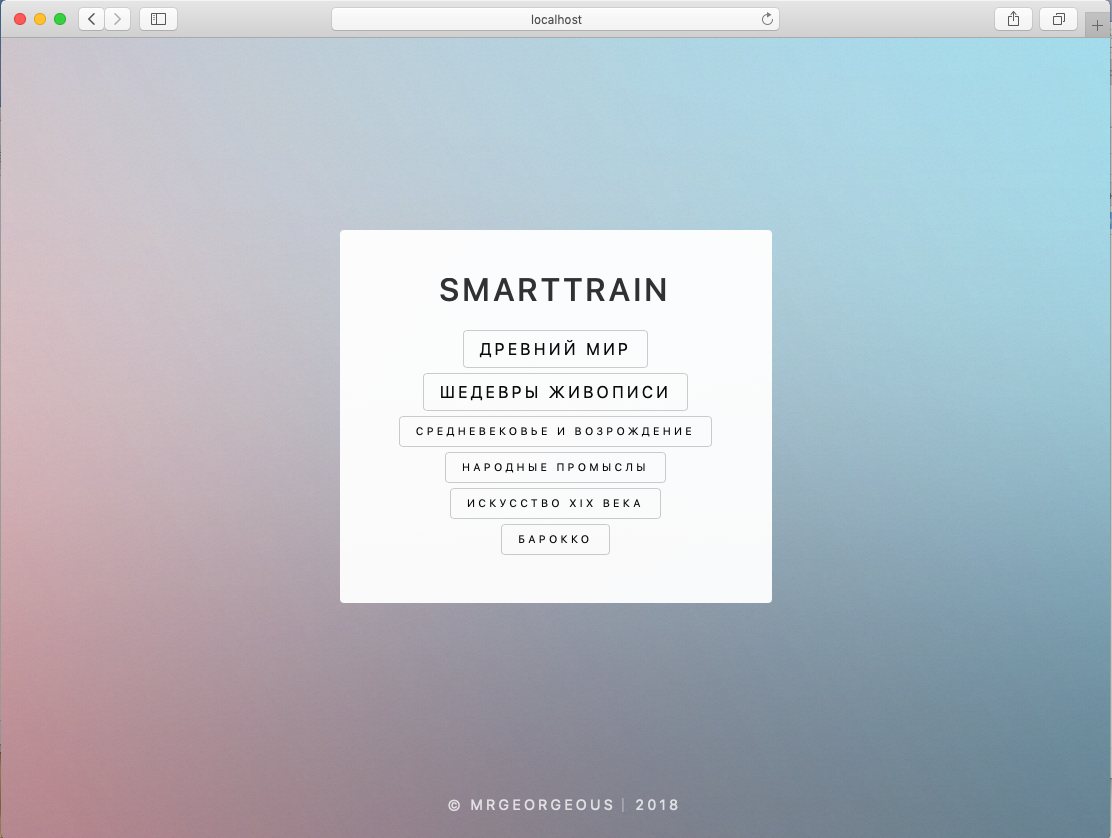 localhost
SMARTTRAIN
ДРЕВНИЙ МИР
ШЕДЕВРЫ ЖИВОПИСИ
СРЕДНЕВЕКОВЬЕ И ВОЗРОЖДЕНИЕ
НАРОДНЫЕ ПРОМЫСЛЫ
ИСКУССТВО XIX ВЕКА
БАРОККО
© MRGEORGEOUS | 2018